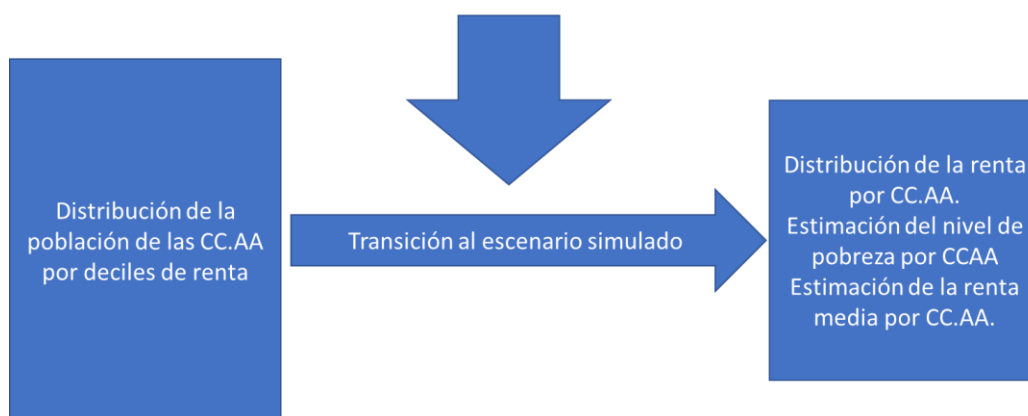 Distribución de la
población de las CC.AA
por deciles de renta
Transición al escenario simulado
Distribución de la renta
por CC.AA.
Estimación del nivel de
pobreza por CCAA
Estimación de la renta
media por CC.AA.